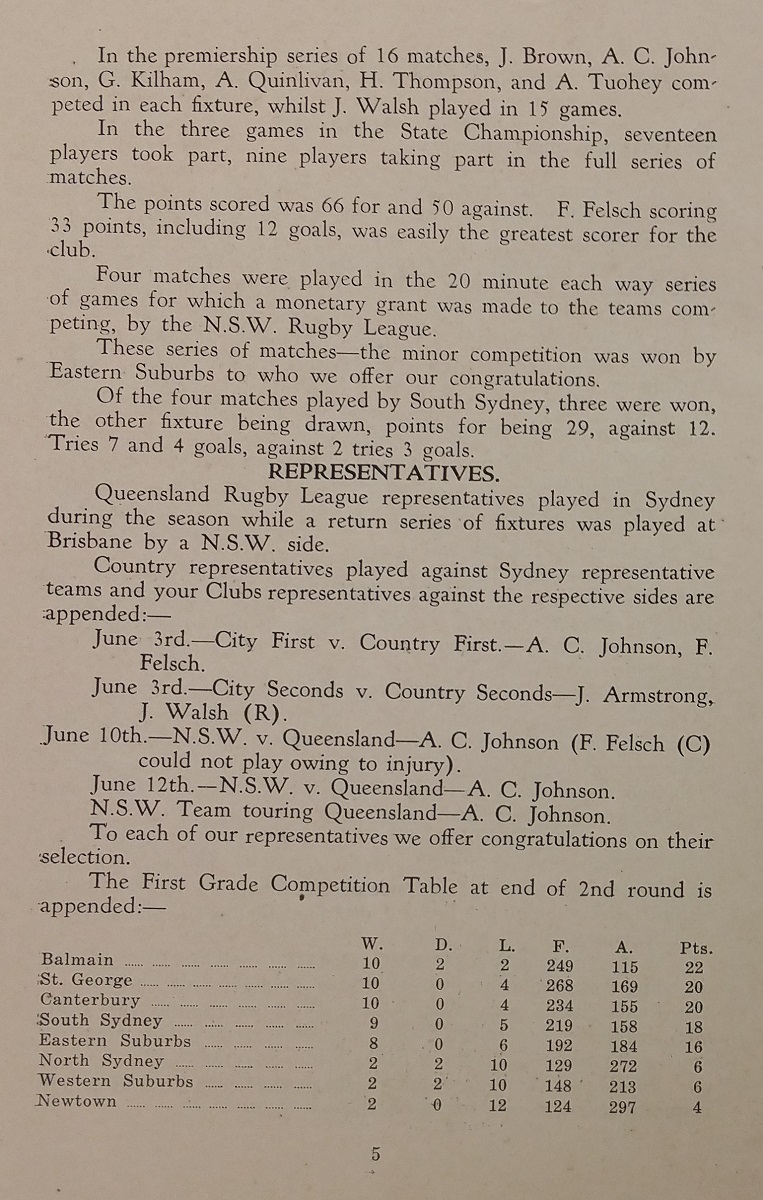 In the premiership series of 16 matches, J. Brown, A. C. John-
son, G. Kilham, A. Quinlivan, H. Thompson, and A. Tuohey com-
peted in each fixture, whilst J. Walsh played in 15 games.
In the three games in the State Championship, seventeen
players took part, nine players taking part in the full series of
matches.
The points scored was 66 for and 50 against. F. Felsch scoring
33 points, including 12 goals, was easily the greatest scorer for the
club.
Four matches were played in the 20 minute each way series
of games for which a monetary grant was made to the teams com-
peting, by the N.S.W. Rugby League.
These series of matches—the minor competition was won by
Eastern Suburbs to who we offer our congratulations.
Of the four matches played by South Sydney, three were won,
the other fixture being drawn, points for being 29, against 12.
Tries 7 and 4 goals, against 2 tries 3 goals.
REPRESENTATIVES.
Queensland Rugby League representatives played in Sydney
during the season while a return series of fixtures was played at
Brisbane by a N.S.W. side.
Country representatives played against Sydney representative
teams and your Clubs representatives against the respective sides are
appended:—
June 3rd.—City First v. Country First.—A. C. Johnson, F.
Felsch.
June 3rd.—City Seconds v. Country Seconds—J. Armstrong,
J. Walsh (R).
June 10th.—N.S.W. v. Queensland—A. C. Johnson (F. Felsch (C)
could not play owing to injury).
June 12th.—N.S.W. v. Queensland—A. C. Johnson.
N.S.W. Team touring Queensland—A. C. Johnson.
To each of our representatives we offer congratulations on their
selection.
The First Grade Competition Table at end of 2nd round is
appended:—
W. D. L. F. A. Pts.
Balmain ...... ...... ...... ...... ...... ...... ...... 10 2 2 249 115 22
St. George ...... ...... ...... ...... ...... ...... 10 0 4 268 169 20
Canterbury ...... ...... ...... ...... ...... ...... 10 0 4 234 155 20
South Sydney ...... ...... ...... ...... ...... 9 0 5 219 158 18
Eastern Suburbs ...... ...... ...... ...... 8 0 6 192 184 16
North Sydney ...... ...... ...... ...... ...... 2 2 10 129 272 6
Western Suburbs ...... ...... ...... ...... 2 2 10 148 213 6
Newtown ...... ...... ...... ...... ...... ...... ...... 2 0 12 124 297 4
5